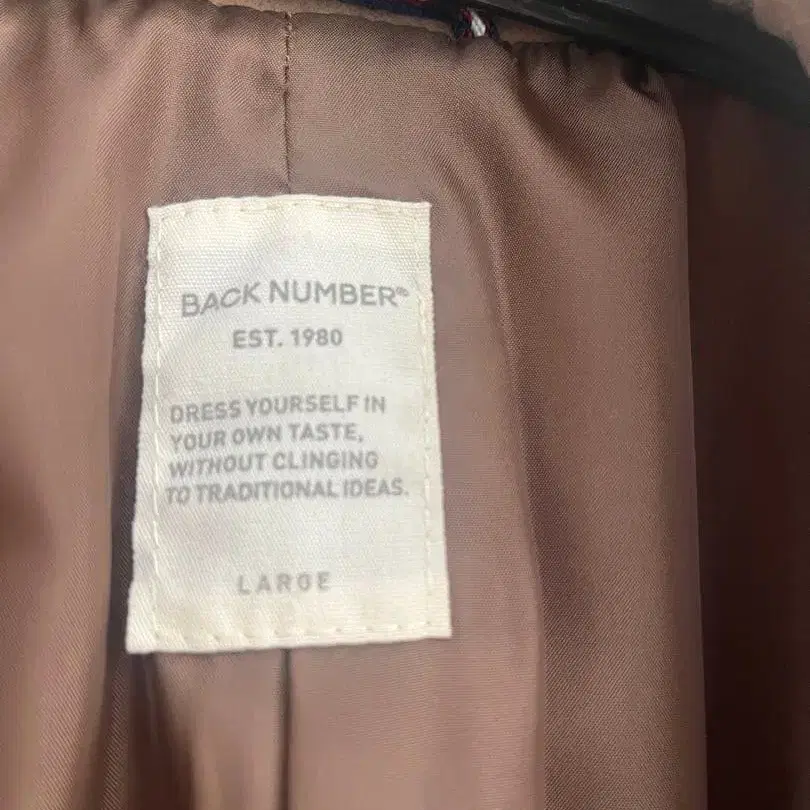 BACK NUMBER®
EST. 1980
DRESS YOURSELF IN
YOUR OWN TASTE,
WITHOUT CLINGING
TO TRADITIONAL IDEAS.
LARGE